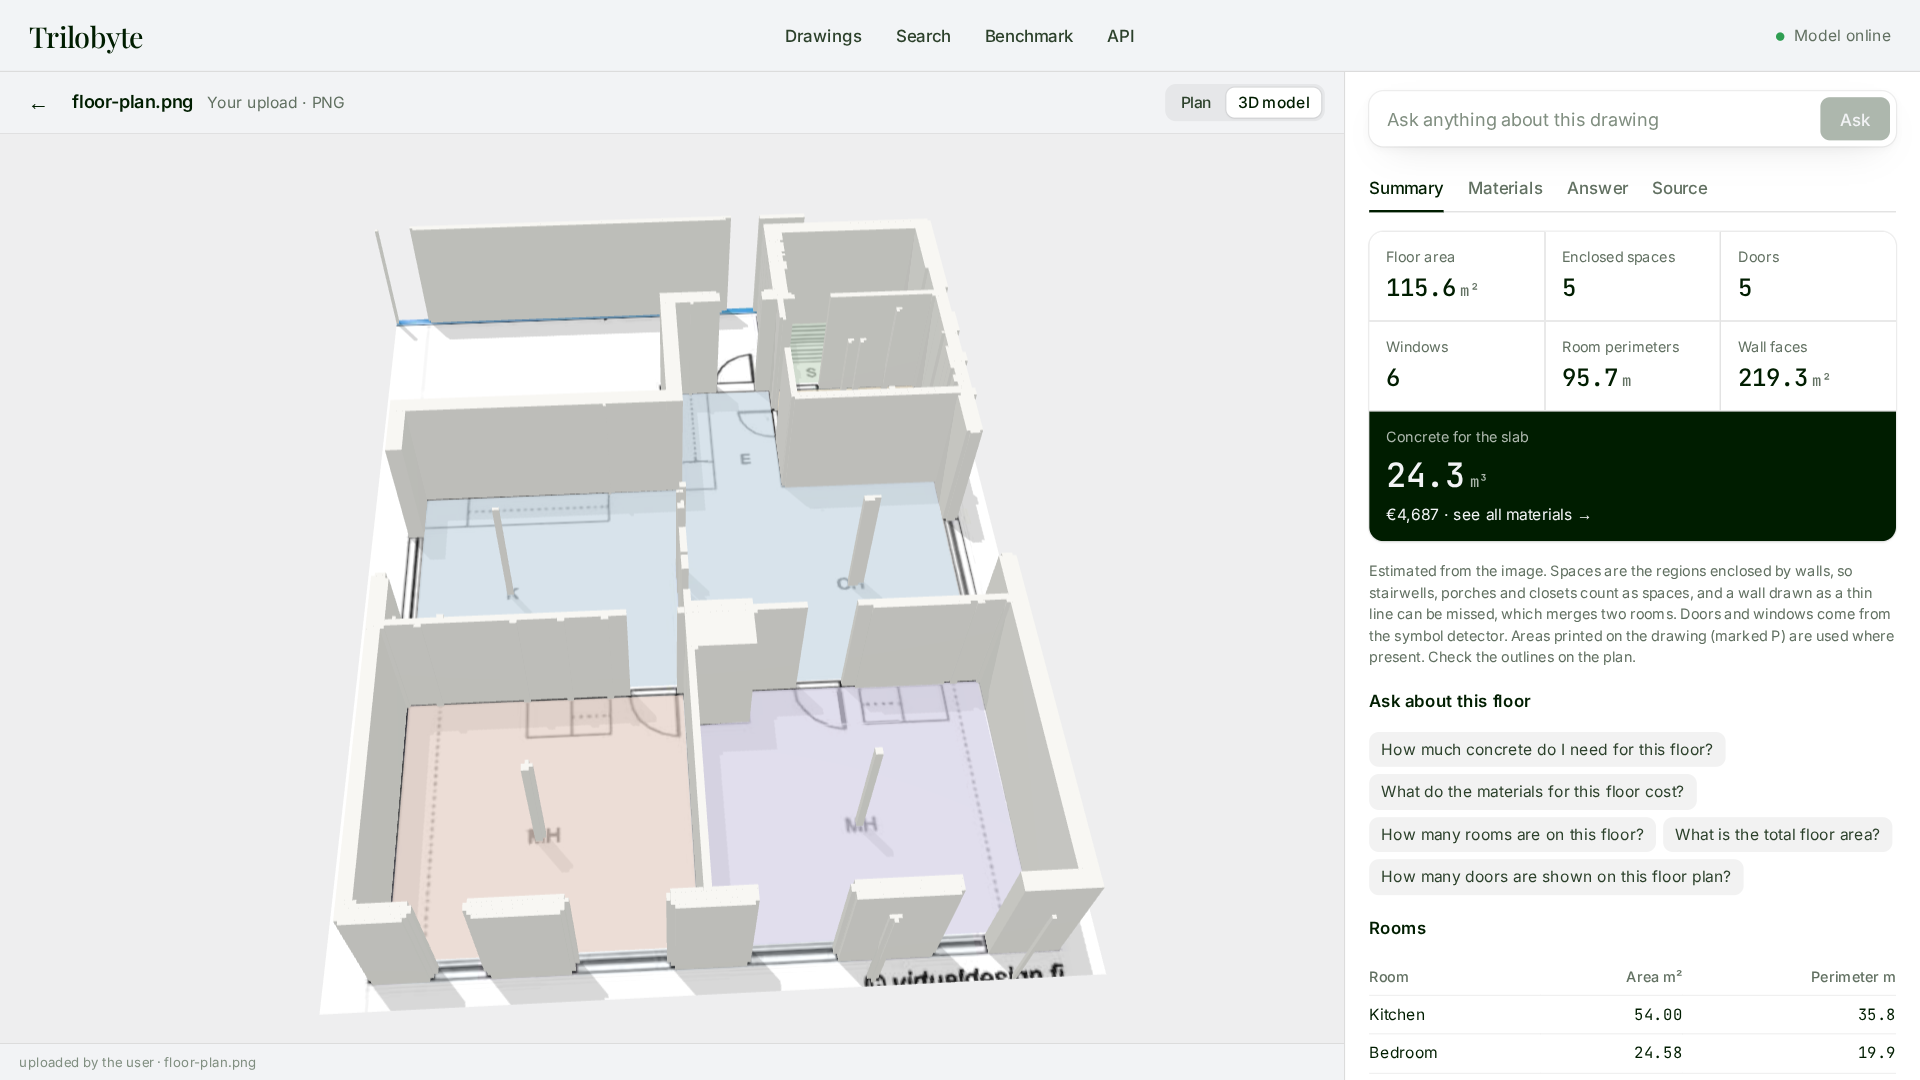 Trilobyte
Drawings
Search
Benchmark
API
Model online
←
floor-plan.png
Your upload · PNG
Plan
3D model
S
E
K
OH
MH
MH
virtualdesign.fi
uploaded by the user · floor-plan.png
Ask anything about this drawing
Ask
Summary
Materials
Answer
Source
Floor area
115.6 m²
Enclosed spaces
5
Doors
5
Windows
6
Room perimeters
95.7 m
Wall faces
219.3 m²
Concrete for the slab
24.3 m³
€4,687 · see all materials →
Estimated from the image. Spaces are the regions enclosed by walls, so
stairwells, porches and closets count as spaces, and a wall drawn as a thin
line can be missed, which merges two rooms. Doors and windows come from
the symbol detector. Areas printed on the drawing (marked P) are used where
present. Check the outlines on the plan.
Ask about this floor
How much concrete do I need for this floor?
What do the materials for this floor cost?
How many rooms are on this floor?
What is the total floor area?
How many doors are shown on this floor plan?
Rooms
Room Area m² Perimeter m
Kitchen 54.00 35.8
Bedroom 24.58 19.9